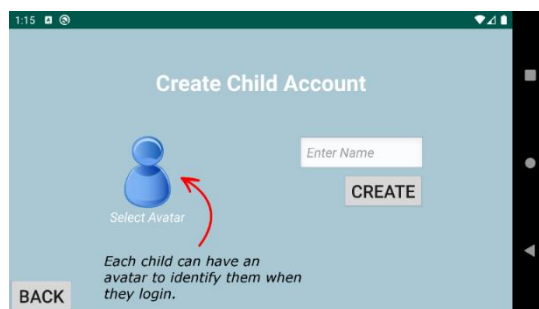 1:15
Create Child Account
Enter Name
CREATE
Select Avatar
Each child can have an
avatar to identify them when
they login.
BACK